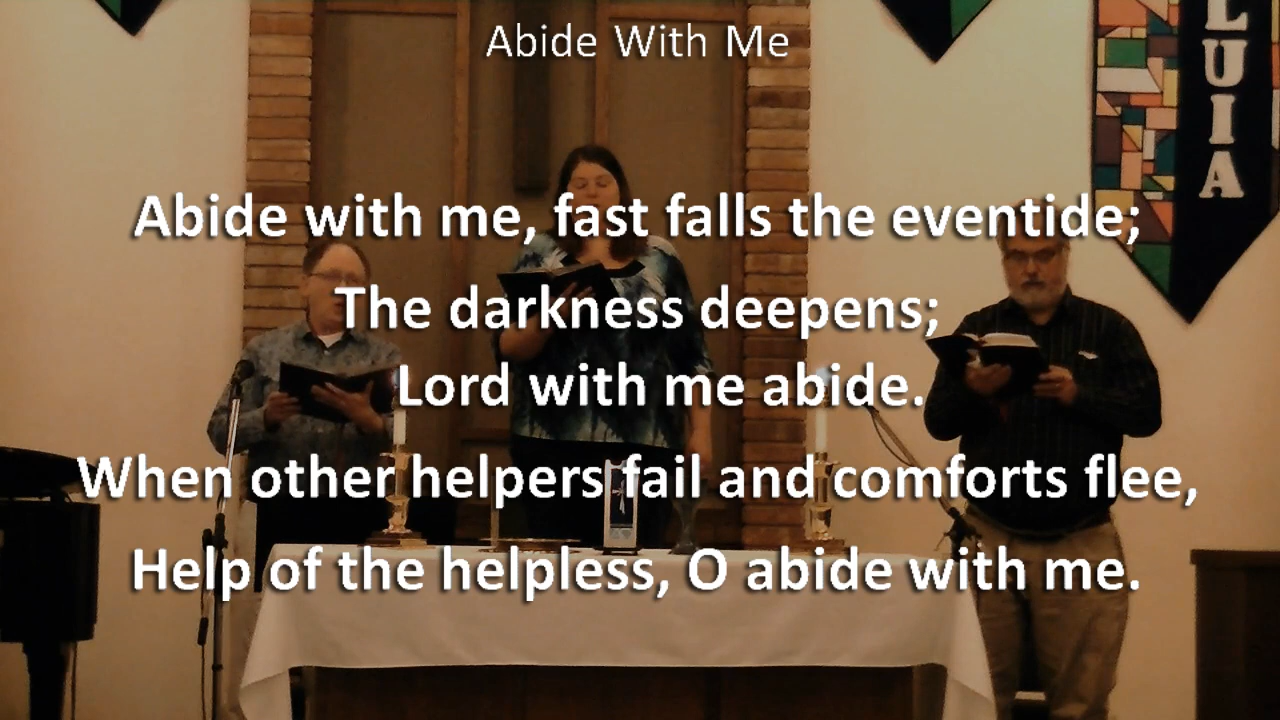 Abide With Me
LUIA
Abide with me, fast falls the eventide;
The darkness deepens;
Lord with me abide.
When other helpers fail and comforts flee,
Help of the helpless, O abide with me.